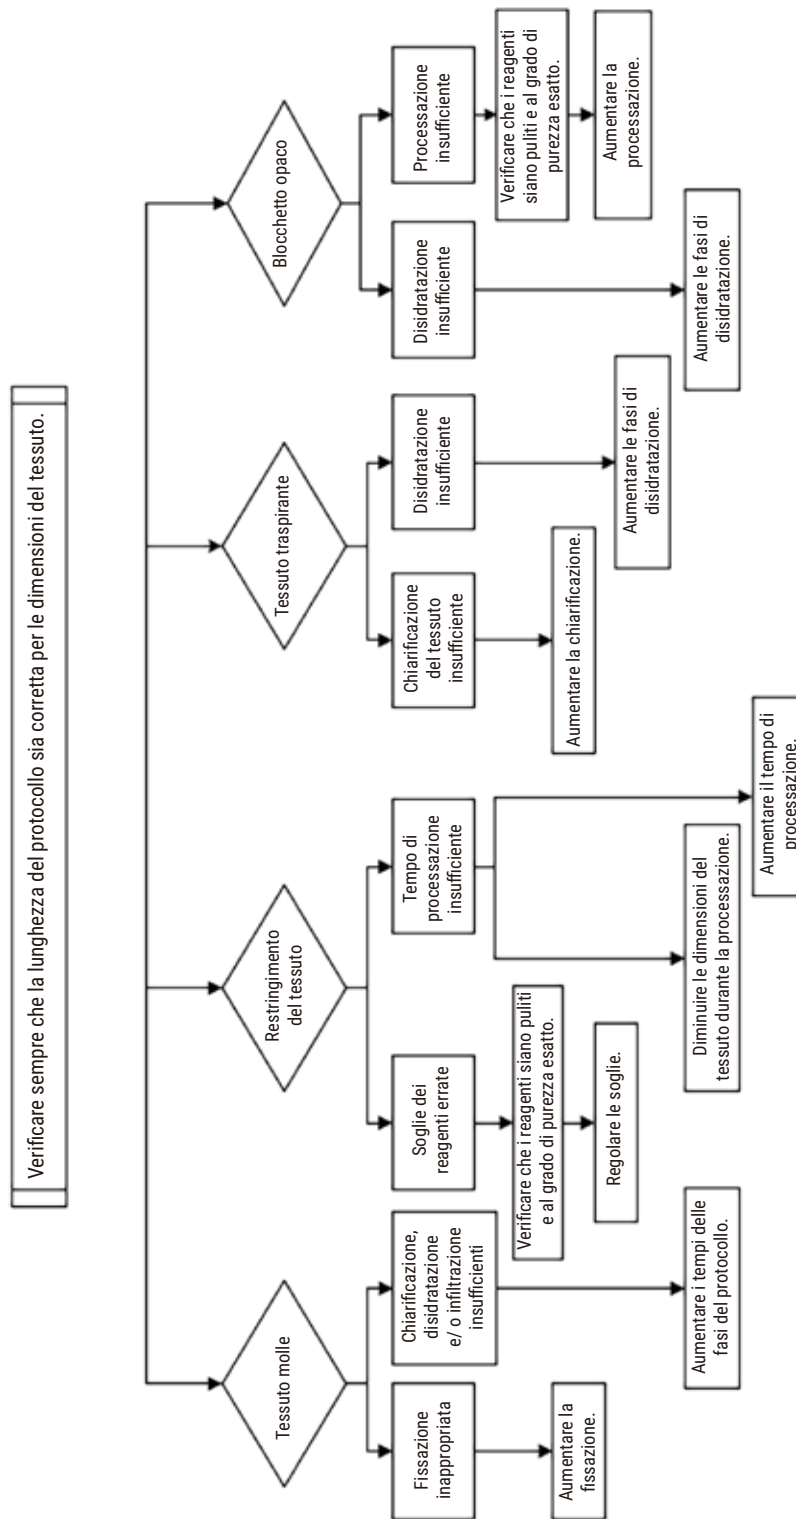 Verificare sempre che la lunghezza del protocollo sia corretta per le dimensioni del tessuto.
Tessuto molle
Fissazione
inappropriata
Aumentare la
fissazione.
Chiarificazione,
disidratazione
e/ o infiltrazione
insufficienti
Aumentare i tempi delle
fasi del protocollo.
Restringimento
del tessuto
Soglie dei
reagenti errate
Verificare che i reagenti siano puliti
e al grado di purezza esatto.
Regolare le soglie.
Tempo di
processazione
insufficiente
Diminuire le dimensioni del
tessuto durante la processazione.
Aumentare il tempo di
processazione.
Tessuto traspirante
Chiarificazione
del tessuto
insufficiente
Aumentare la chiarificazione.
Disidratazione
insufficiente
Aumentare le fasi di
disidratazione.
Blocchetto opaco
Disidratazione
insufficiente
Aumentare le fasi di
disidratazione.
Processazione
insufficiente
Verificare che i reagenti
siano puliti e al grado di
purezza esatto.
Aumentare la
processazione.